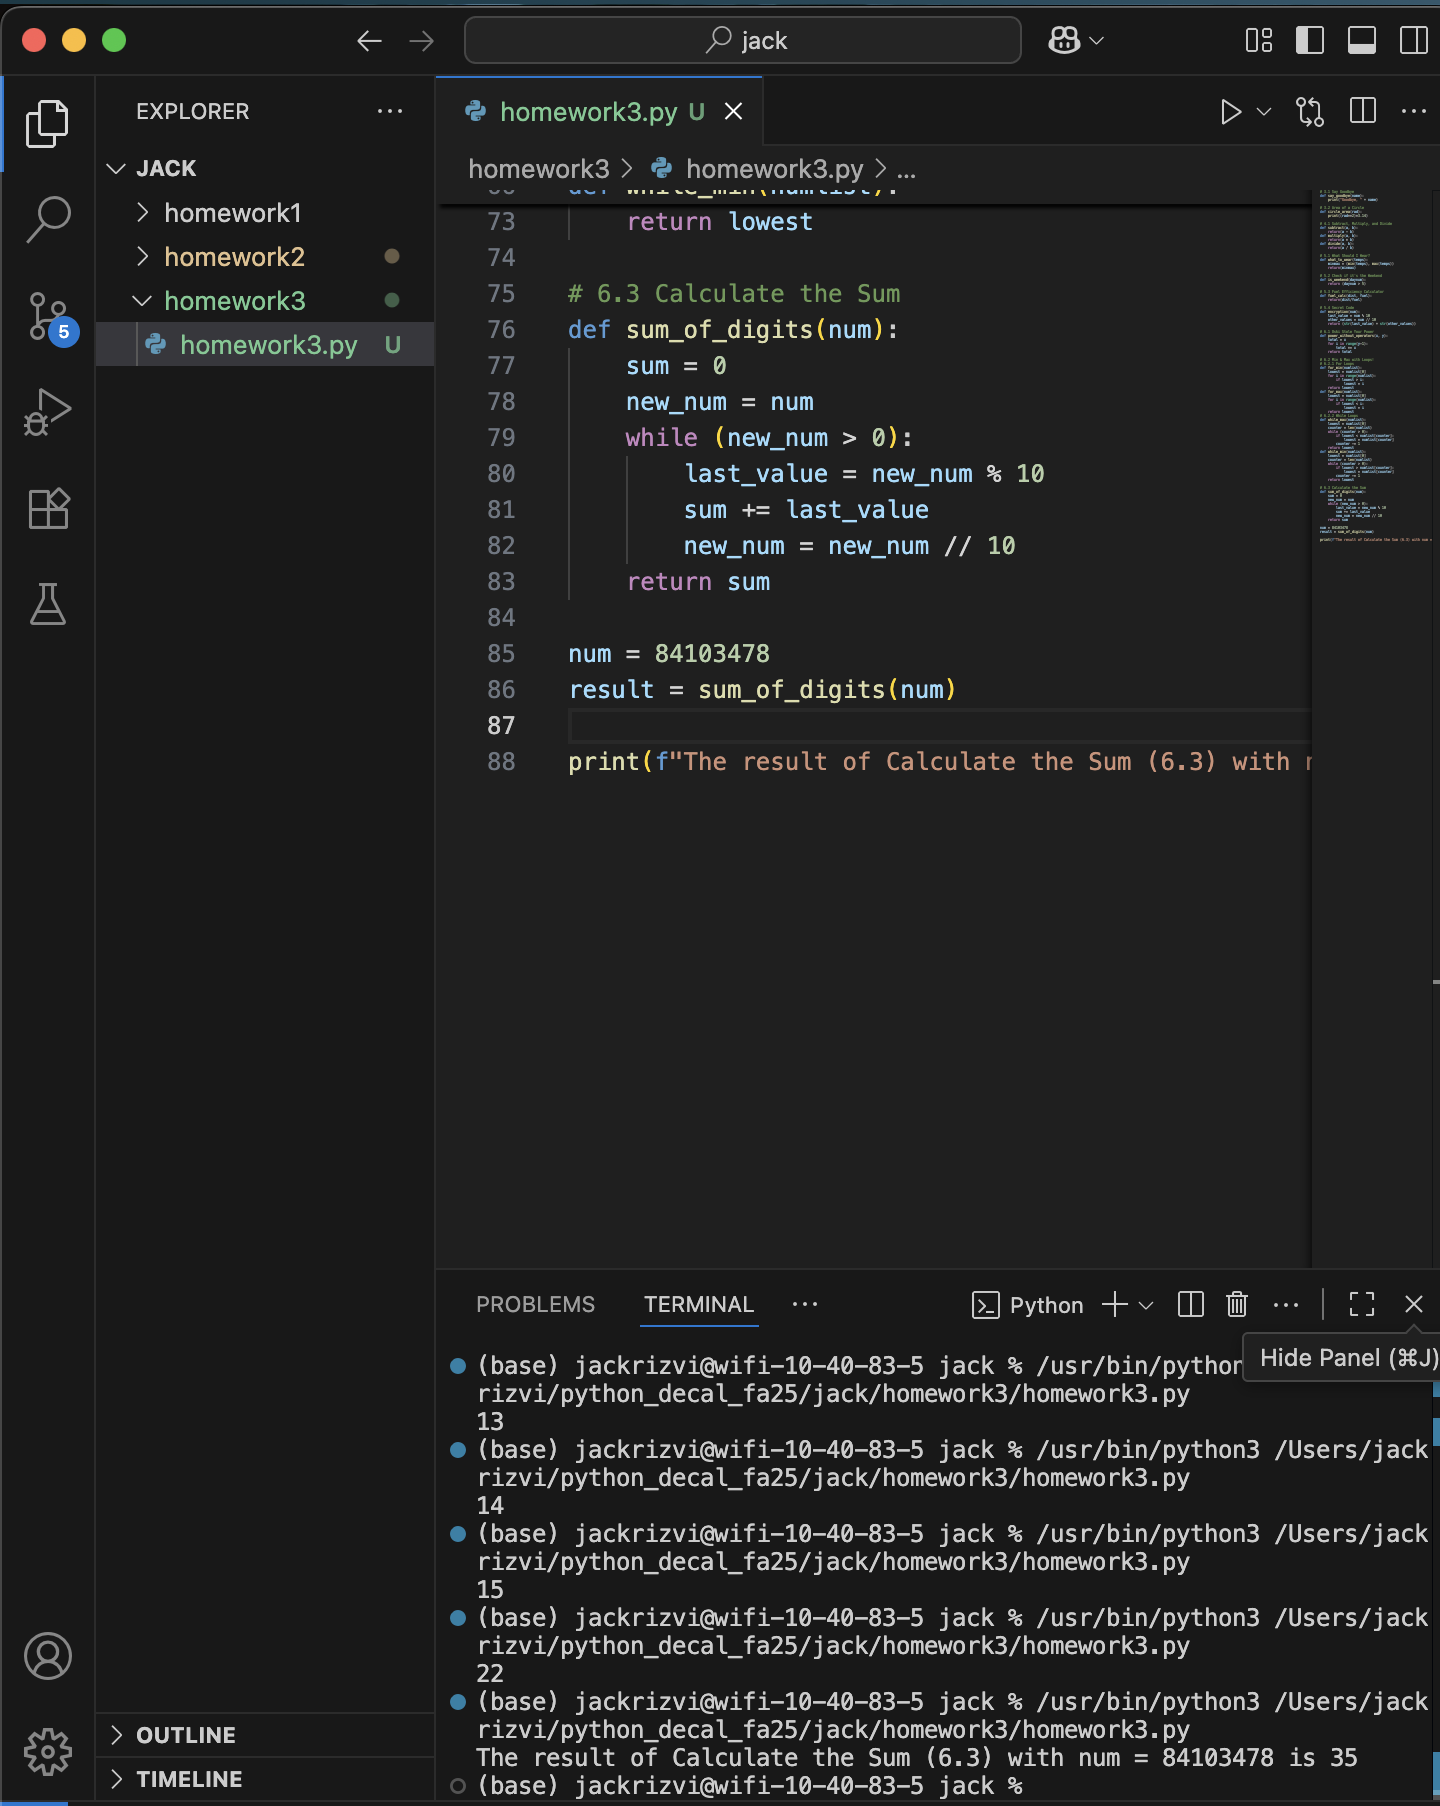 jack
EXPLORER
homework3.py U
homework3 > homework3.py > ...
JACK
homework1
homework2
homework3
homework3.py U
5
def while_min(numlist):
73 return lowest
74
75 # 6.3 Calculate the Sum
76 def sum_of_digits(num):
77 sum = 0
78 new_num = num
79 while (new_num > 0):
80 last_value = new_num % 10
81 sum += last_value
82 new_num = new_num // 10
83 return sum
84
85 num = 84103478
86 result = sum_of_digits(num)
87
88 print(f"The result of Calculate the Sum (6.3) with
PROBLEMS TERMINAL Python
Hide Panel (⌘J)
(base) jackrizvi@wifi-10-40-83-5 jack % /usr/bin/python
rizvi/python_decal_fa25/jack/homework3/homework3.py
13
(base) jackrizvi@wifi-10-40-83-5 jack % /usr/bin/python3 /Users/jack
rizvi/python_decal_fa25/jack/homework3/homework3.py
14
(base) jackrizvi@wifi-10-40-83-5 jack % /usr/bin/python3 /Users/jack
rizvi/python_decal_fa25/jack/homework3/homework3.py
15
(base) jackrizvi@wifi-10-40-83-5 jack % /usr/bin/python3 /Users/jack
rizvi/python_decal_fa25/jack/homework3/homework3.py
22
(base) jackrizvi@wifi-10-40-83-5 jack % /usr/bin/python3 /Users/jack
rizvi/python_decal_fa25/jack/homework3/homework3.py
The result of Calculate the Sum (6.3) with num = 84103478 is 35
(base) jackrizvi@wifi-10-40-83-5 jack %
OUTLINE
TIMELINE